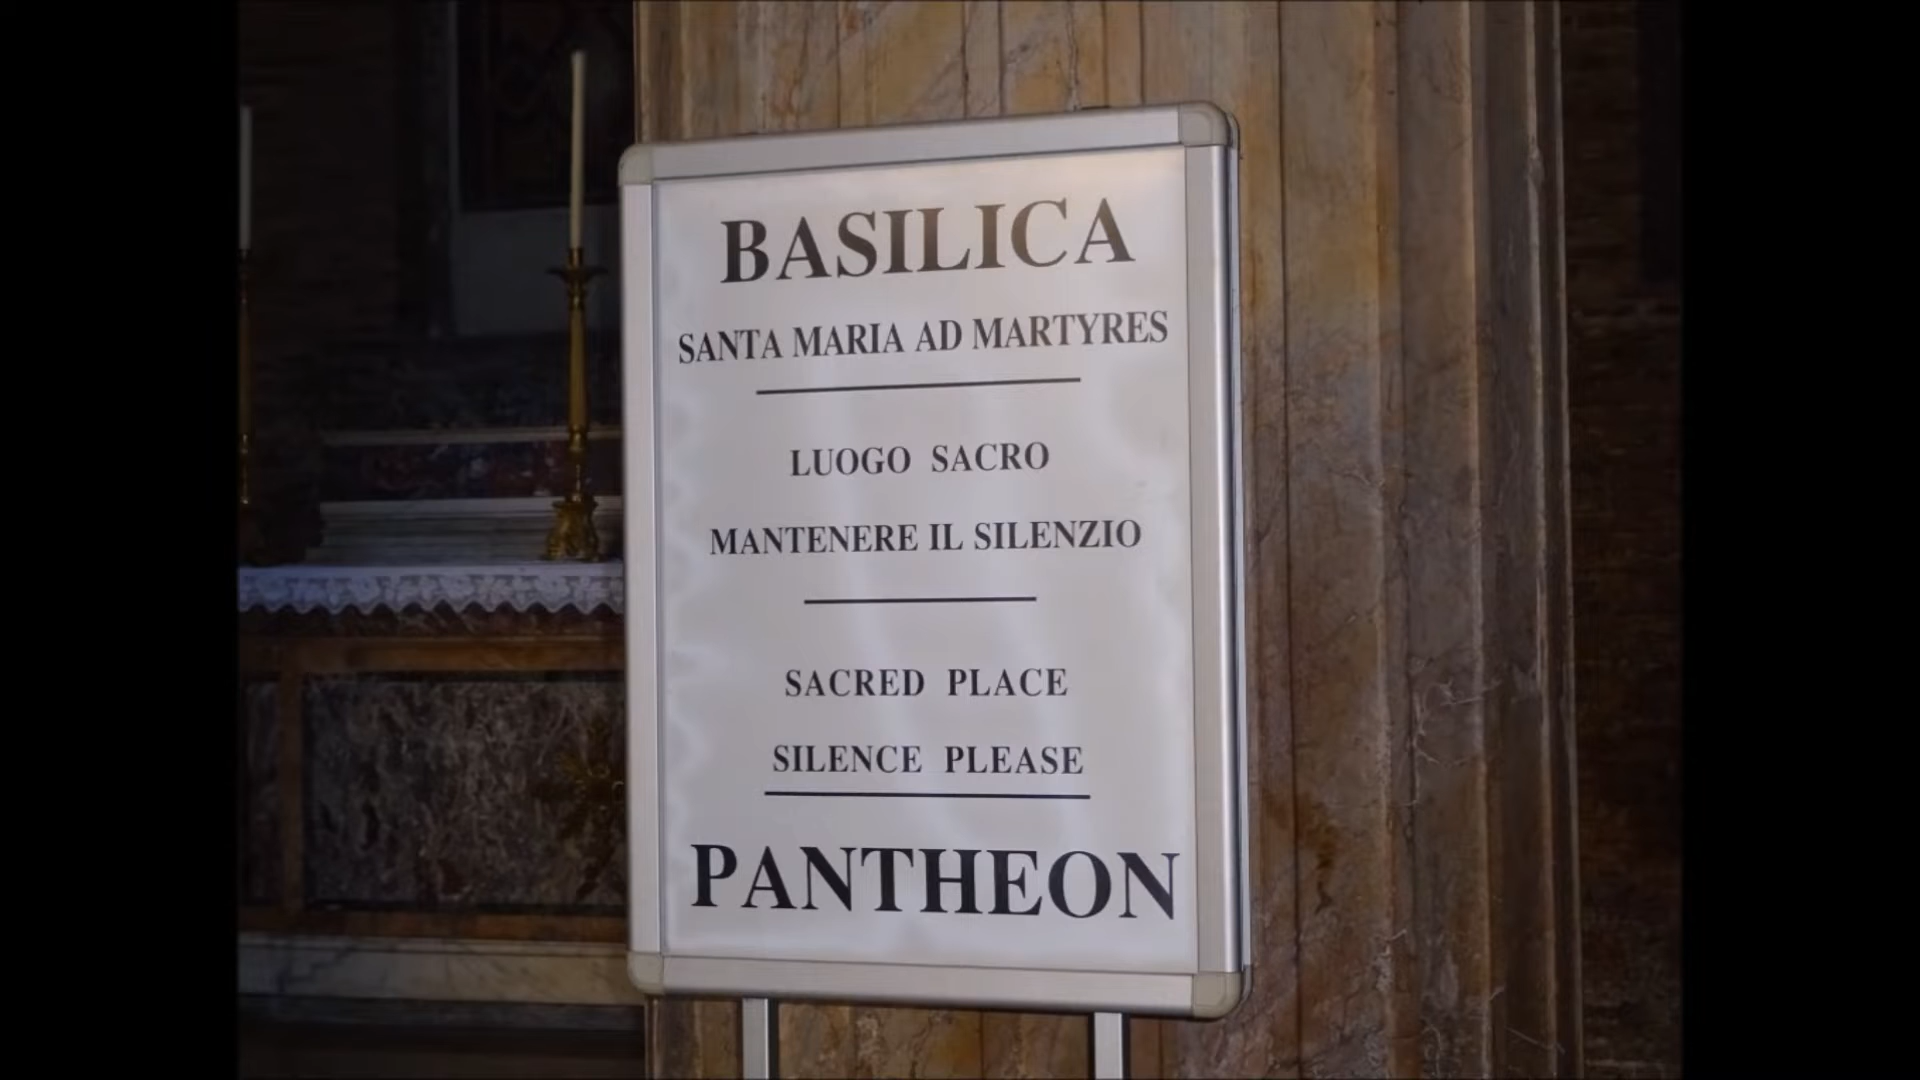 BASILICA
SANTA MARIA AD MARTYRES
LUOGO SACRO
MANTENERE IL SILENZIO
SACRED PLACE
SILENCE PLEASE
PANTHEON